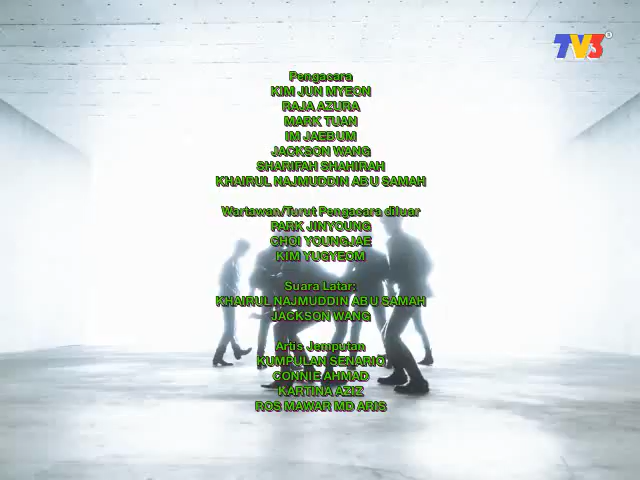 TV3
Pengasara
KIM JUN MYEON
RAJA AZURA
MARK TUAN
IM JAEBUM
JACKSON WANG
SHARIFAH SHAHIRAH
KHAIRUL NAJMUDDIN ABU SAMAH
Wartawan/Turut Pengasara diluar
PARK JINYOUNG
CHOI YOUNGJAE
KIM YUGYEOM
Suara Latar:
KHAIRUL NAJMUDDIN ABU SAMAH
JACKSON WANG
Artis Jemputan
KUMPULAN SENARIO
CONNIE AHMAD
KARTINA AZIZ
ROS MAWAR MD ARIS